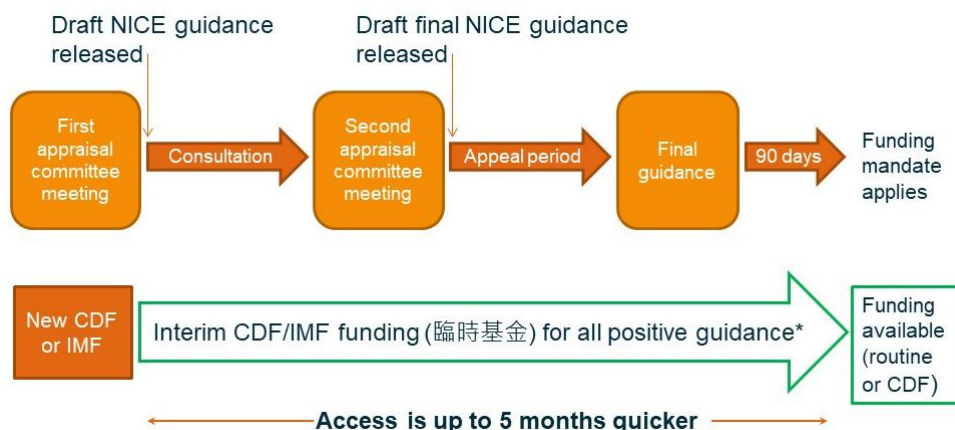 Draft NICE guidance
released
Draft final NICE guidance
released
First
appraisal
committee
meeting
Consultation
Second
appraisal
committee
meeting
Appeal period
Final
guidance
90 days
Funding
mandate
applies
New CDF
or IMF
Interim CDF/IMF funding (臨時基金) for all positive guidance*
Funding
available
(routine
or CDF)
Access is up to 5 months quicker